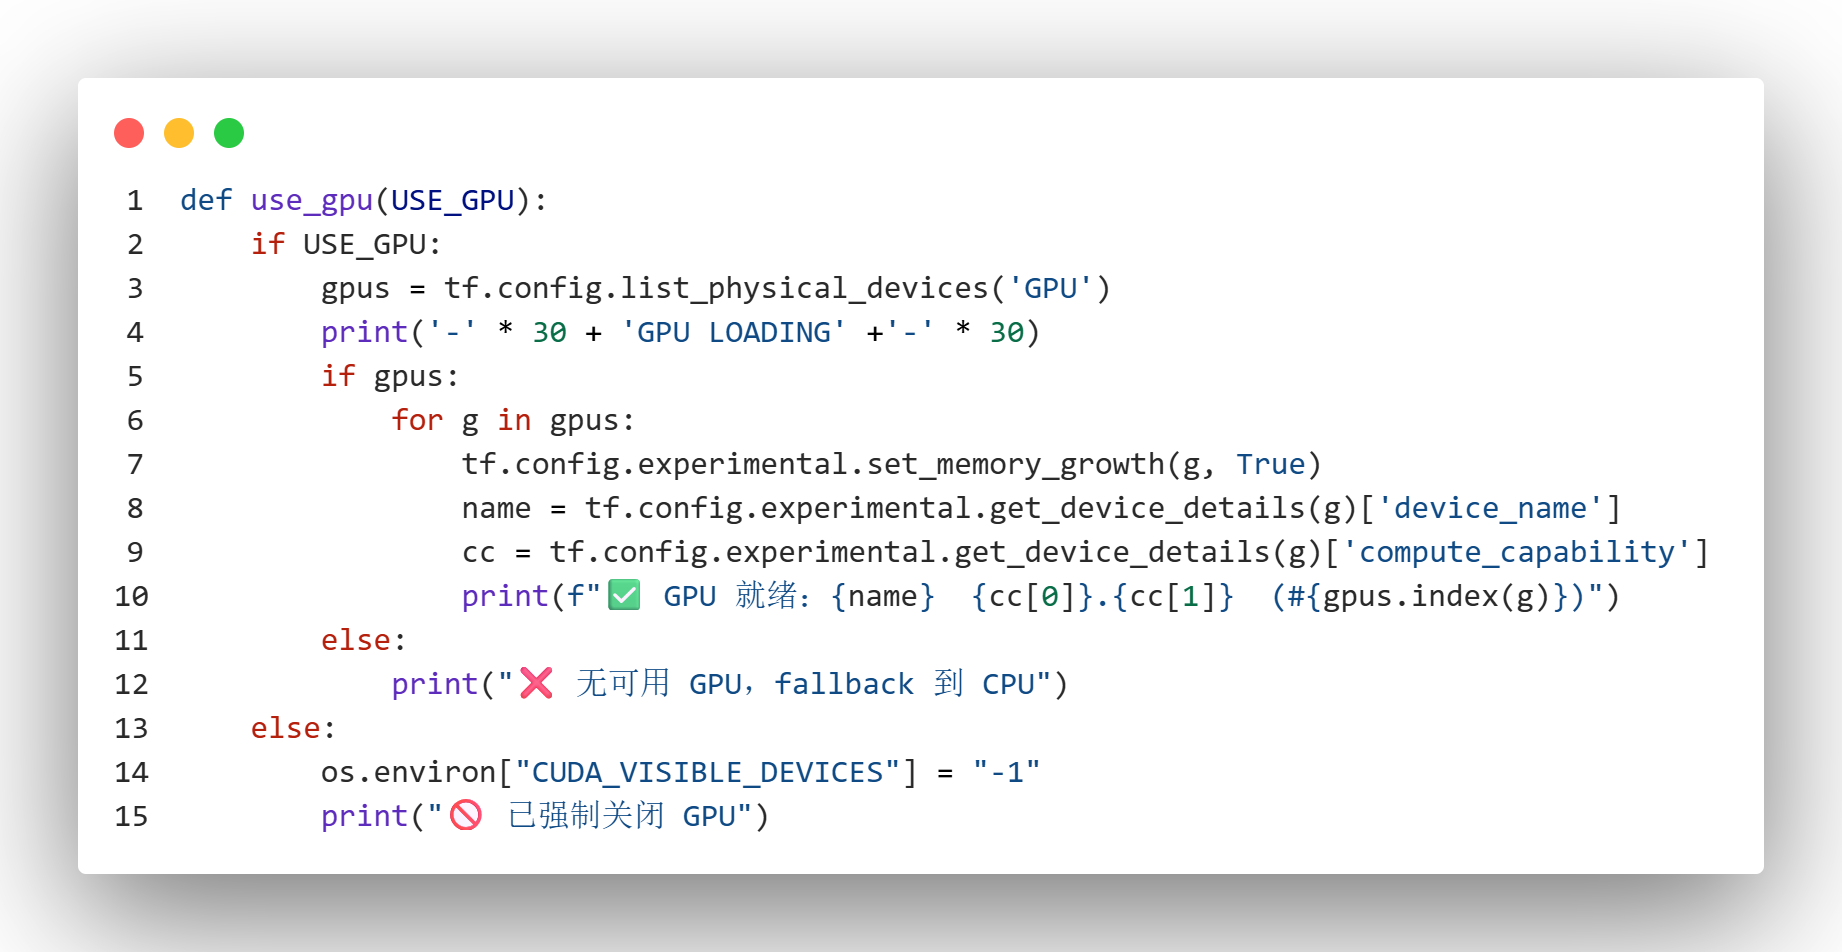 1 def use_gpu(USE_GPU):
2     if USE_GPU:
3         gpus = tf.config.list_physical_devices('GPU')
4         print('-' * 30 + 'GPU LOADING' +'-' * 30)
5         if gpus:
6             for g in gpus:
7                 tf.config.experimental.set_memory_growth(g, True)
8                 name = tf.config.experimental.get_device_details(g)['device_name']
9                 cc = tf.config.experimental.get_device_details(g)['compute_capability']
10                 print(f"✅ GPU 就绪：{name}  {cc[0]}.{cc[1]}  (#{gpus.index(g)})")
11         else:
12             print("❌ 无可用 GPU，fallback 到 CPU")
13     else:
14         os.environ["CUDA_VISIBLE_DEVICES"] = "-1"
15         print("🚫 已强制关闭 GPU")